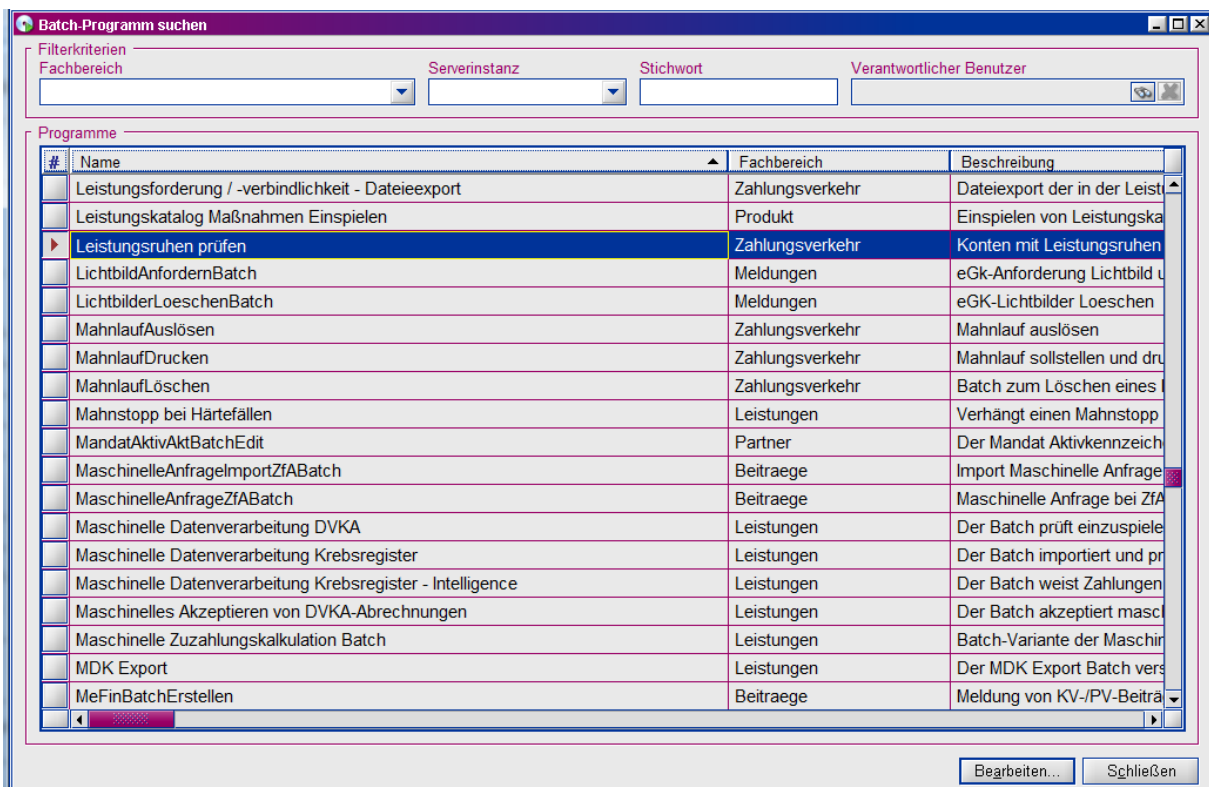 Batch-Programm suchen
Filterkriterien
Fachbereich Serverinstanz Stichwort Verantwortlicher Benutzer
Programme
# Name Fachbereich Beschreibung
Leistungsforderung / -verbindlichkeit - Dateieexport Zahlungsverkehr Dateiexport der in der Leist
Leistungskatalog Maßnahmen Einspielen Produkt Einspielen von Leistungska
Leistungsruhen prüfen Zahlungsverkehr Konten mit Leistungsruhen
LichtbildAnfordernBatch Meldungen eGk-Anforderung Lichtbild u
LichtbilderLoeschenBatch Meldungen eGK-Lichtbilder Loeschen
MahnlaufAuslösen Zahlungsverkehr Mahnlauf auslösen
MahnlaufDrucken Zahlungsverkehr Mahnlauf sollstellen und dru
MahnlaufLöschen Zahlungsverkehr Batch zum Löschen eines
Mahnstopp bei Härtefällen Leistungen Verhängt einen Mahnstopp
MandatAktivAktBatchEdit Partner Der Mandat Aktivkennzeich
MaschinelleAnfrageImportZfABatch Beitraege Import Maschinelle Anfrage
MaschinelleAnfrageZfABatch Beitraege Maschinelle Anfrage bei ZfA
Maschinelle Datenverarbeitung DVKA Leistungen Der Batch prüft einzuspiele
Maschinelle Datenverarbeitung Krebsregister Leistungen Der Batch importiert und pr
Maschinelle Datenverarbeitung Krebsregister - Intelligence Leistungen Der Batch weist Zahlungen
Maschinelles Akzeptieren von DVKA-Abrechnungen Leistungen Der Batch akzeptiert masch
Maschinelle Zuzahlungskalkulation Batch Leistungen Batch-Variante der Maschin
MDK Export Leistungen Der MDK Export Batch vers
MeFinBatchErstellen Beitraege Meldung von KV-/PV-Beiträ
Bearbeiten... Schließen